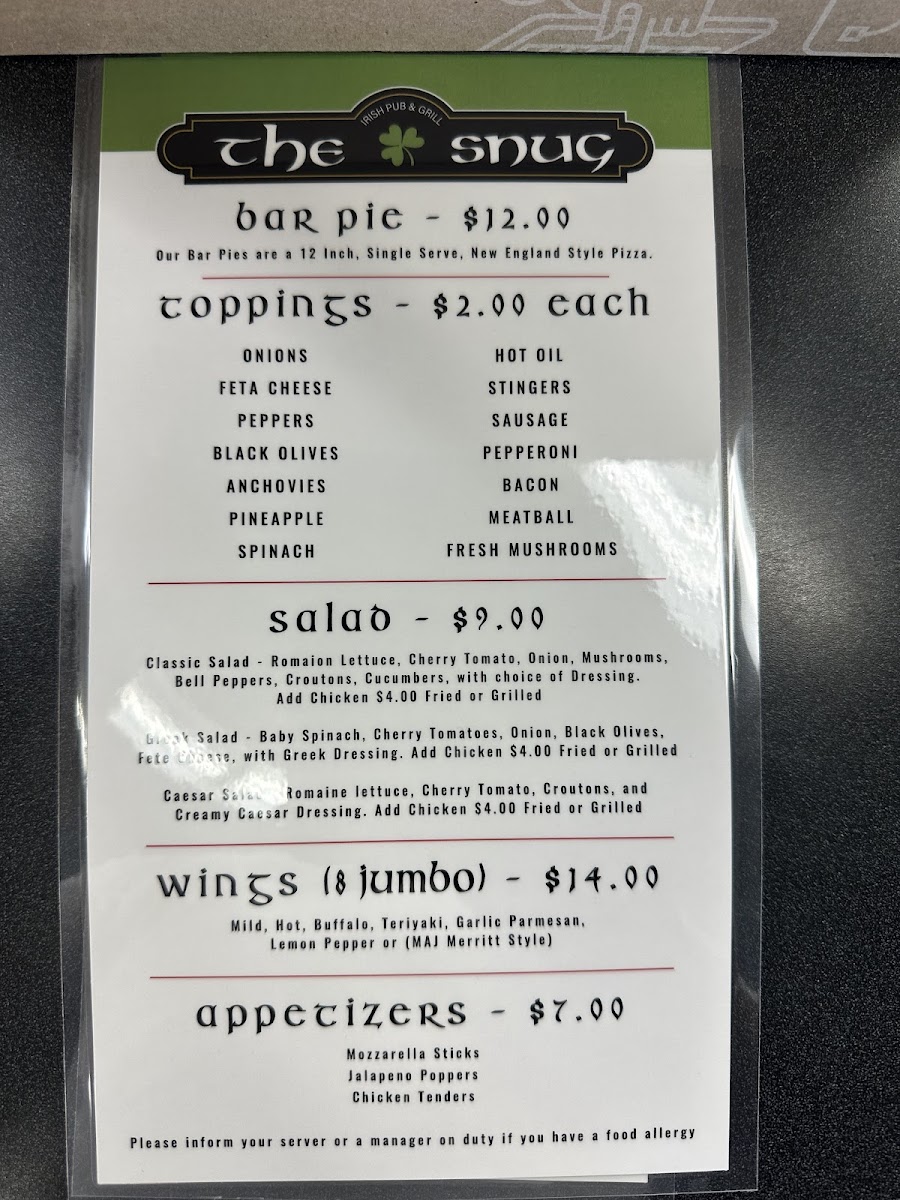 IRISH PUB & GRILL
the snug
bar pie - $12.00
Our Bar Pies are a 12 Inch, Single Serve, New England Style Pizza.
toppings - $2.00 each
ONIONS HOT OIL
FETA CHEESE STINGERS
PEPPERS SAUSAGE
BLACK OLIVES PEPPERONI
ANCHOVIES BACON
PINEAPPLE MEATBALL
SPINACH FRESH MUSHROOMS
salad - $9.00
Classic Salad - Romaion Lettuce, Cherry Tomato, Onion, Mushrooms,
Bell Peppers, Croutons, Cucumbers, with choice of Dressing.
Add Chicken $4.00 Fried or Grilled
Greek Salad - Baby Spinach, Cherry Tomatoes, Onion, Black Olives,
Fete Cheese, with Greek Dressing. Add Chicken $4.00 Fried or Grilled
Caesar Salad - Romaine lettuce, Cherry Tomato, Croutons, and
Creamy Caesar Dressing. Add Chicken $4.00 Fried or Grilled
wings (8 jumbo) - $14.00
Mild, Hot, Buffalo, Teriyaki, Garlic Parmesan,
Lemon Pepper or (MAJ Merritt Style)
appetizers - $7.00
Mozzarella Sticks
Jalapeno Poppers
Chicken Tenders
Please inform your server or a manager on duty if you have a food allergy